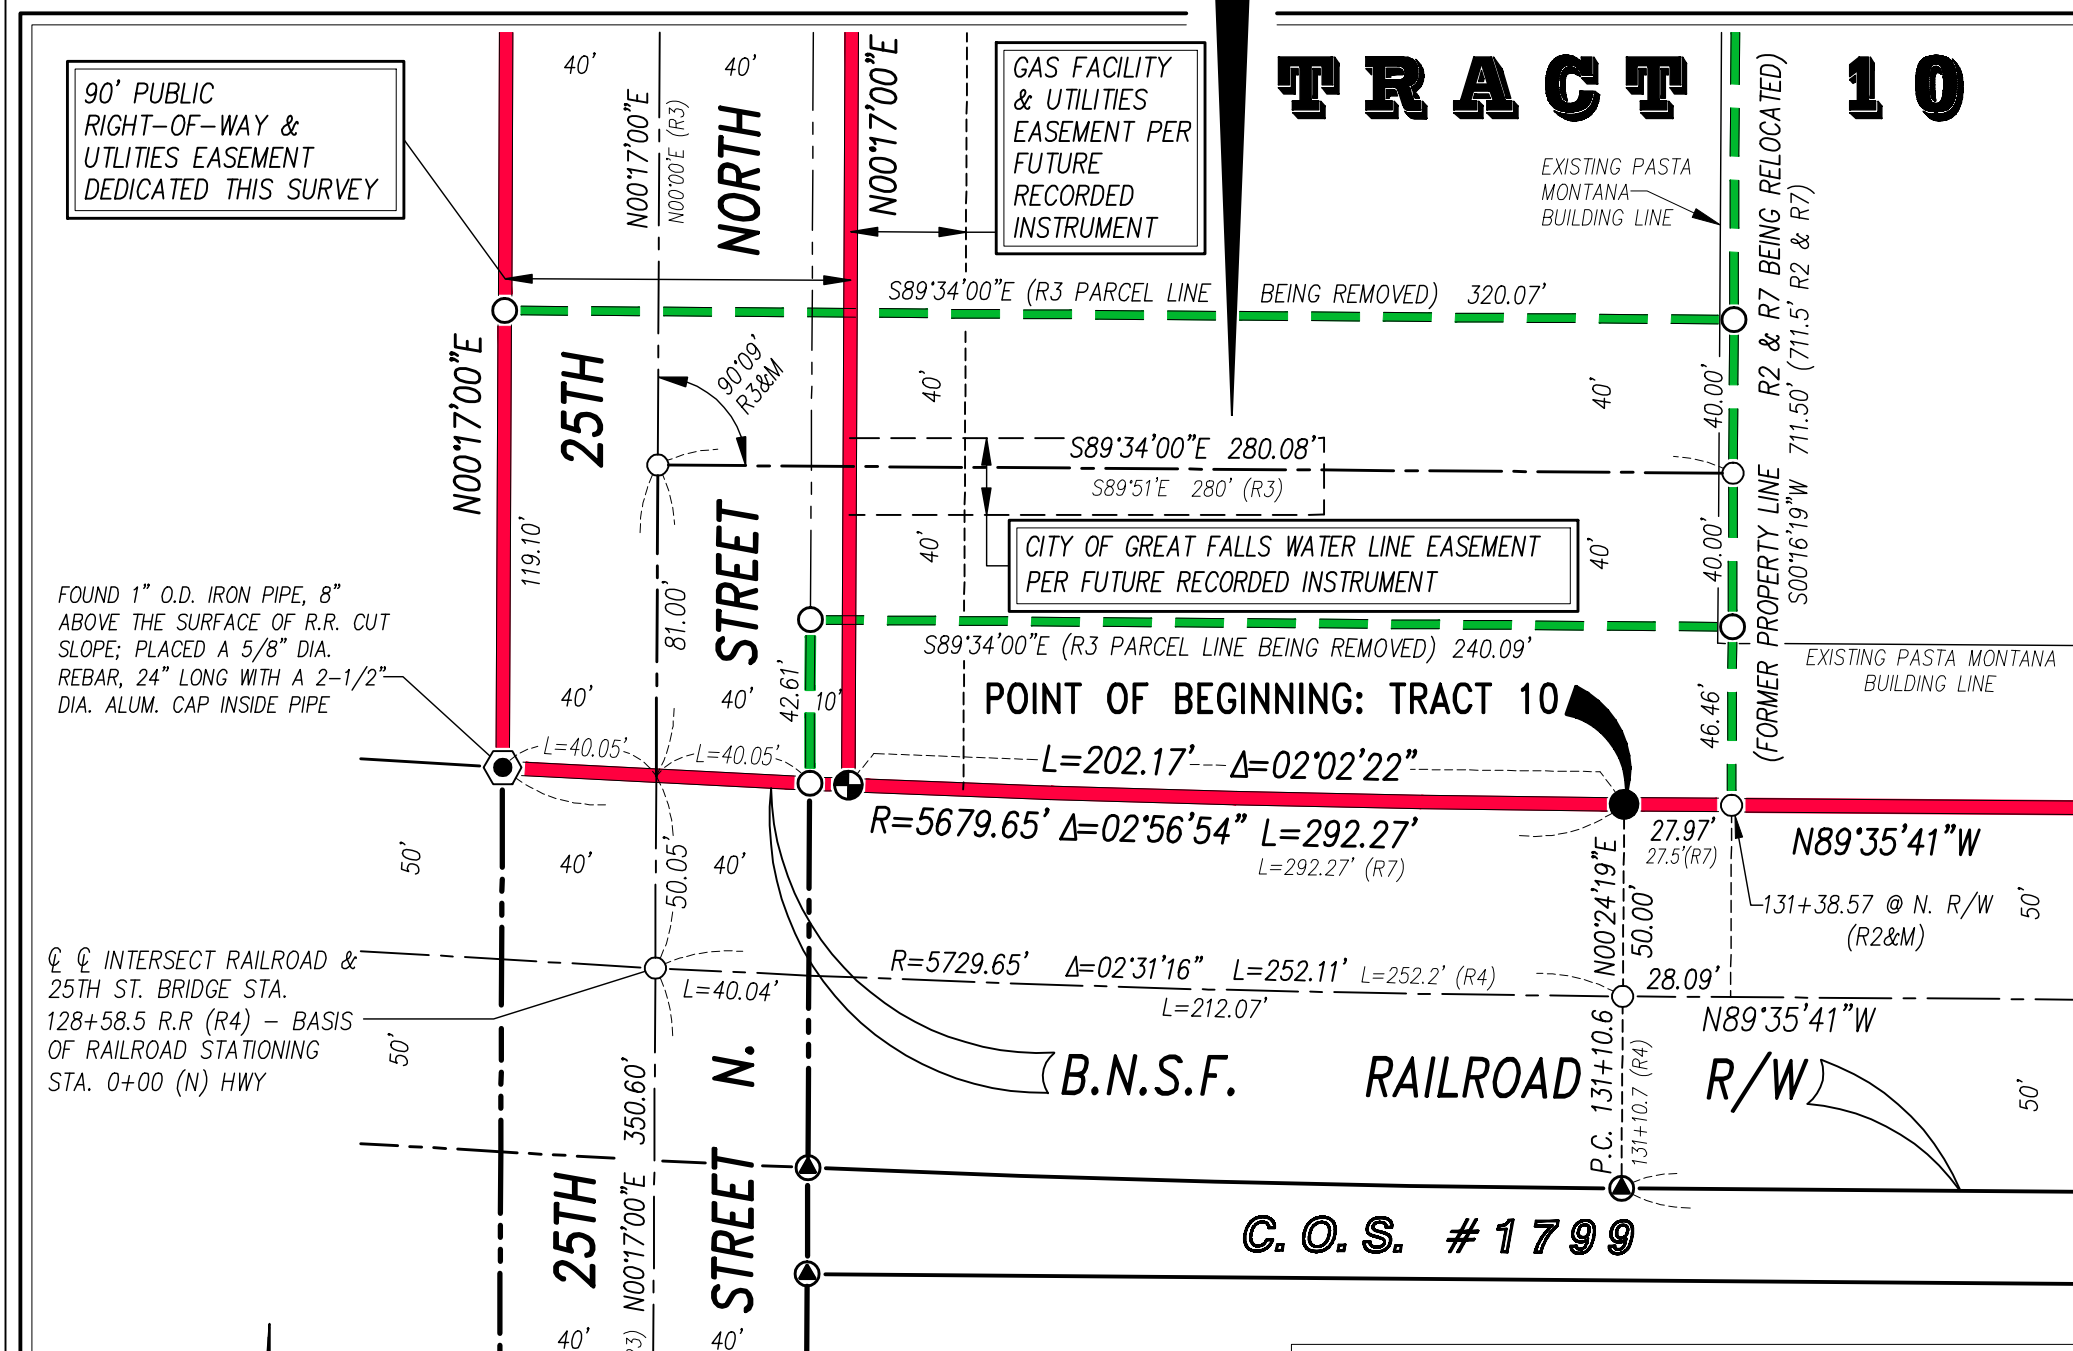 90' PUBLIC
RIGHT-OF-WAY &
UTLITIES EASEMENT
DEDICATED THIS SURVEY
40'
40'
N00°17'00"E
N00°00'E (R3)
NORTH
N00°17'00"E
GAS FACILITY
& UTILITIES
EASEMENT PER
FUTURE
RECORDED
INSTRUMENT
TRACT 10
EXISTING PASTA
MONTANA
BUILDING LINE
(FORMER PROPERTY LINE R2 & R7 BEING RELOCATED)
S00°16'19"W 711.50' (711.5' R2 & R7)
S89°34'00"E (R3 PARCEL LINE BEING REMOVED) 320.07'
N00°17'00"E
25TH
90°09'
R3&M
40'
40'
40.00'
S89°34'00"E 280.08'
S89°51'E 280' (R3)
119.10'
STREET
81.00'
40'
CITY OF GREAT FALLS WATER LINE EASEMENT
PER FUTURE RECORDED INSTRUMENT
40'
40.00'
FOUND 1" O.D. IRON PIPE, 8"
ABOVE THE SURFACE OF R.R. CUT
SLOPE; PLACED A 5/8" DIA.
REBAR, 24" LONG WITH A 2-1/2"
DIA. ALUM. CAP INSIDE PIPE
S89°34'00"E (R3 PARCEL LINE BEING REMOVED) 240.09'
EXISTING PASTA MONTANA
BUILDING LINE
40'
40'
42.61'
10'
POINT OF BEGINNING: TRACT 10
46.46'
L=40.05'
L=40.05'
L=202.17' Δ=02°02'22"
R=5679.65' Δ=02°56'54" L=292.27'
L=292.27' (R7)
27.97'
27.5'(R7)
N89°35'41"W
50'
40'
50.05'
40'
N00°24'19"E
50.00'
131+38.57 @ N. R/W
(R2&M)
50'
℄ ℄ INTERSECT RAILROAD &
25TH ST. BRIDGE STA.
128+58.5 R.R (R4) - BASIS
OF RAILROAD STATIONING
STA. 0+00 (N) HWY
50'
L=40.04'
R=5729.65' Δ=02°31'16" L=252.11' L=252.2' (R4)
L=212.07'
28.09'
N89°35'41"W
B.N.S.F. RAILROAD R/W
P.C. 131+10.6
131+10.7 (R4)
50'
25TH
N00°17'00"E 350.60'
STREET N.
C.O.S. #1799
40'
3)
40'